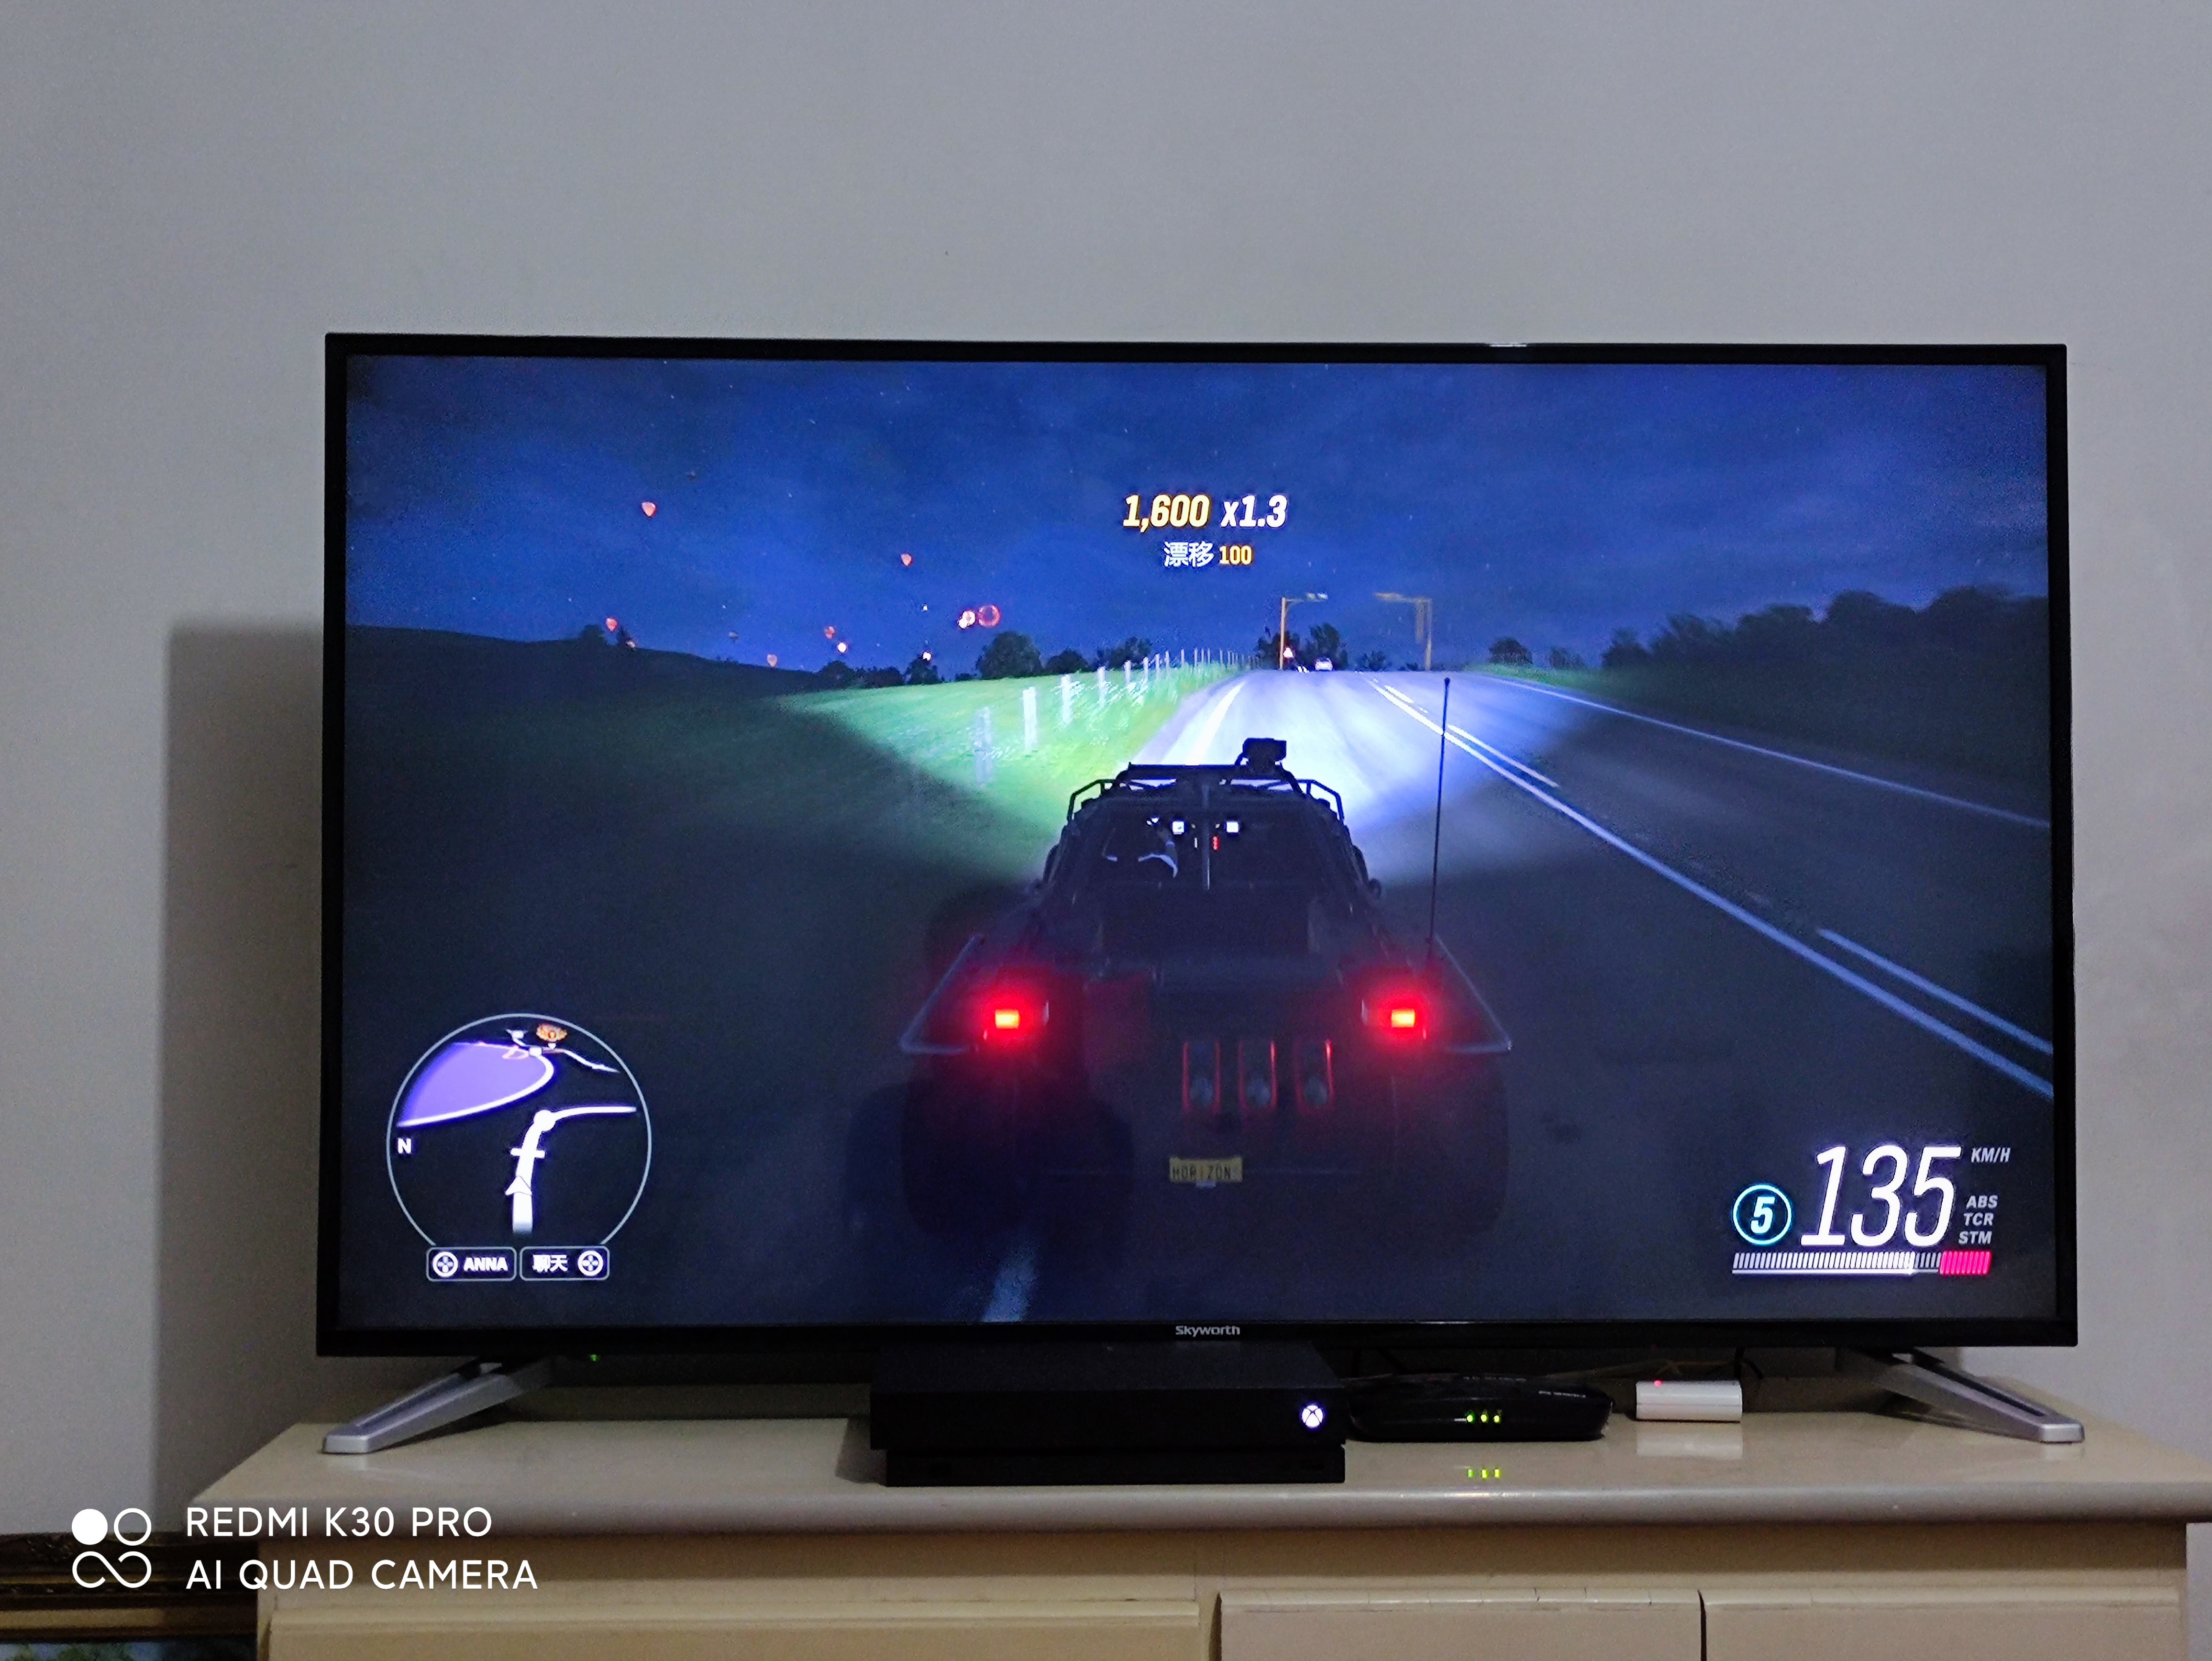 1,600 x1.3
漂移 100
N
ANNA
聊天
HORIZON
5
135
KM/H
ABS
TCR
STM
Skyworth
REDMI K30 PRO
AI QUAD CAMERA